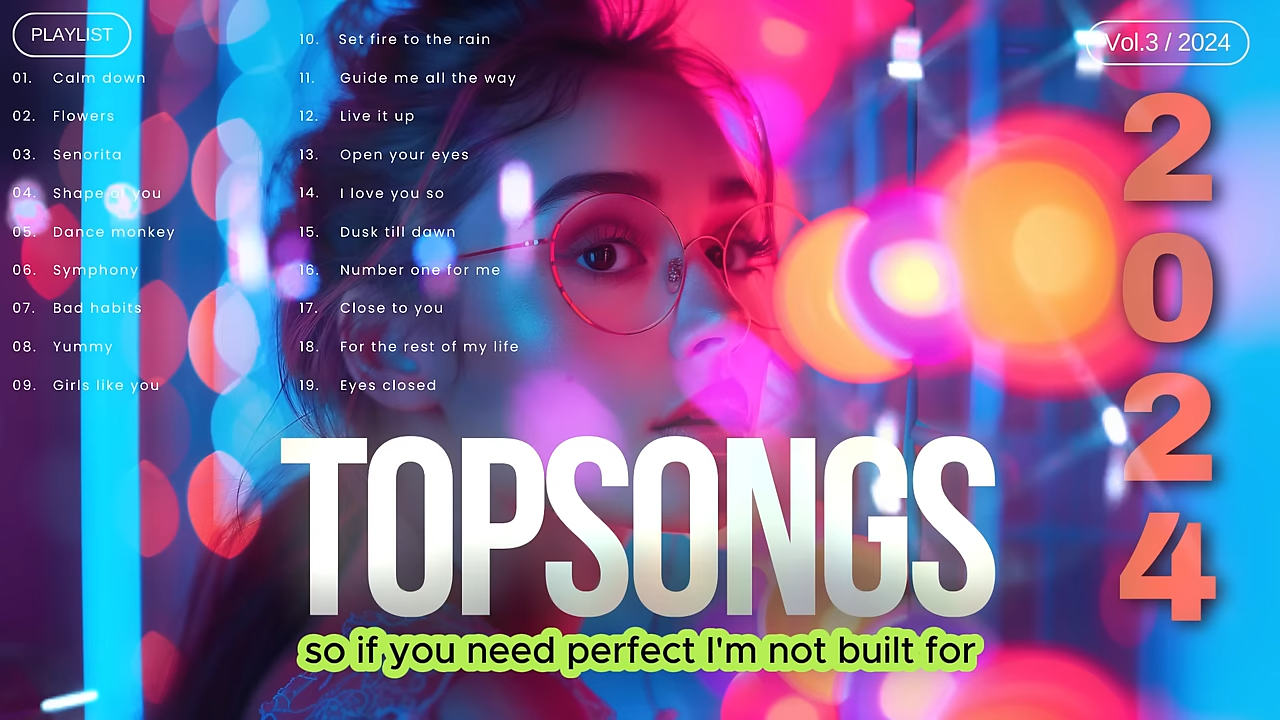 PLAYLIST
01. Calm down
02. Flowers
03. Senorita
04. Shape of you
05. Dance monkey
06. Symphony
07. Bad habits
08. Yummy
09. Girls like you
10. Set fire to the rain
11. Guide me all the way
12. Live it up
13. Open your eyes
14. I love you so
15. Dusk till dawn
16. Number one for me
17. Close to you
18. For the rest of my life
19. Eyes closed
Vol.3 / 2024
2024
TOPSONGS
so if you need perfect I'm not built for